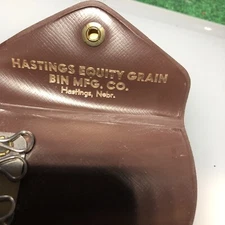 HASTINGS EQUITY GRAIN
BIN MFG. CO.
Hastings, Nebr.